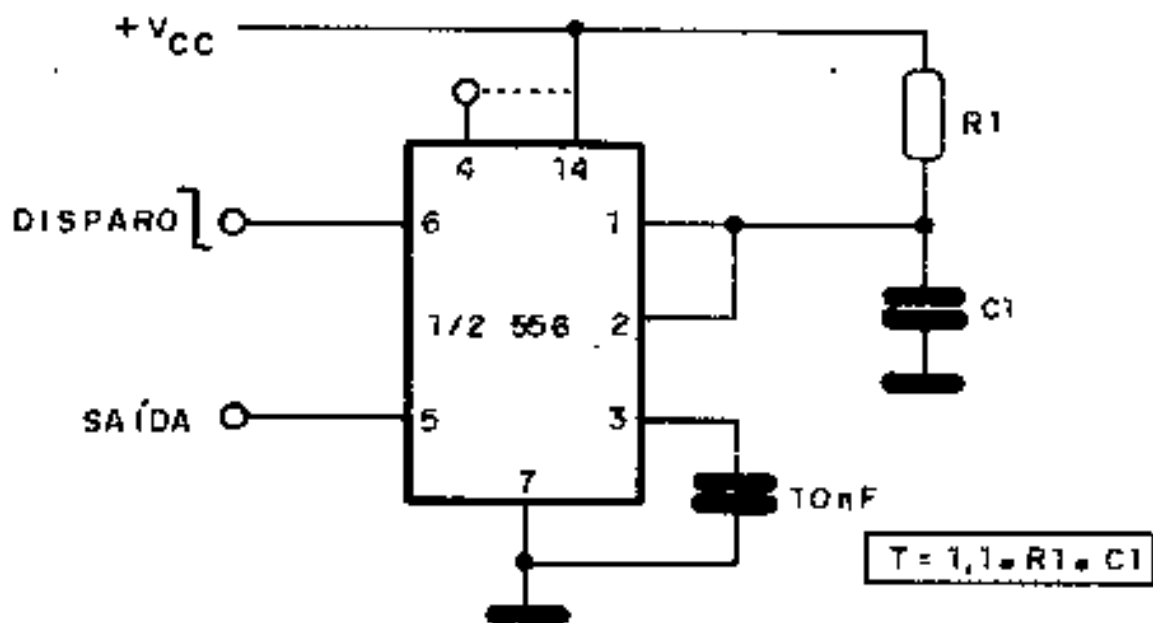 + VCC
R1
4
14
DISPARO
6
1
1/2 556
2
C1
SAÍDA
5
3
7
10nF
T = 1,1 . R1 . C1